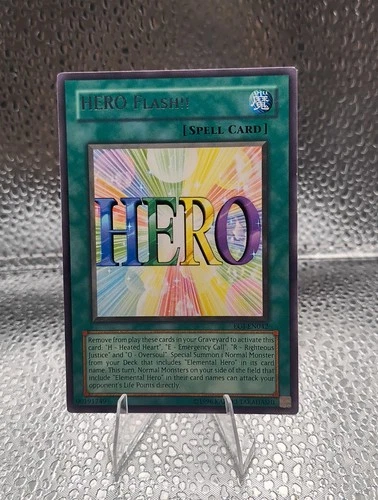 HERO FLASH!!
魔
[SPELL CARD]
HERO
Remove from play these cards in your Graveyard to activate this
card. "H - Heated Heart", "E - Emergency Call", "R - Righteous
Justice" and "O - Oversoul". Special Summon 1 Normal Monster
from your Deck that includes "Elemental Hero" in its card
name. This turn, Normal Monsters on your side of the field that
include "Elemental Hero" in their card names can attack your
opponent's Life Points directly.